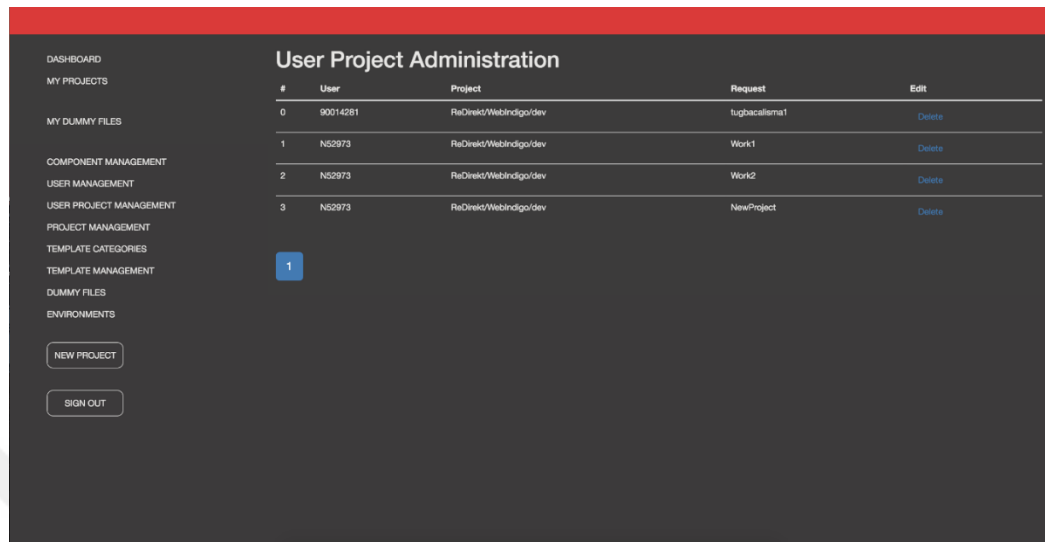 DASHBOARD
MY PROJECTS
MY DUMMY FILES
COMPONENT MANAGEMENT
USER MANAGEMENT
USER PROJECT MANAGEMENT
PROJECT MANAGEMENT
TEMPLATE CATEGORIES
TEMPLATE MANAGEMENT
DUMMY FILES
ENVIRONMENTS
NEW PROJECT
SIGN OUT
User Project Administration
# User Project Request Edit
0 90014281 ReDirekt/WebIndigo/dev tugbacalisma1 Delete
1 N52973 ReDirekt/WebIndigo/dev Work1 Delete
2 N52973 ReDirekt/WebIndigo/dev Work2 Delete
3 N52973 ReDirekt/WebIndigo/dev NewProject Delete
1